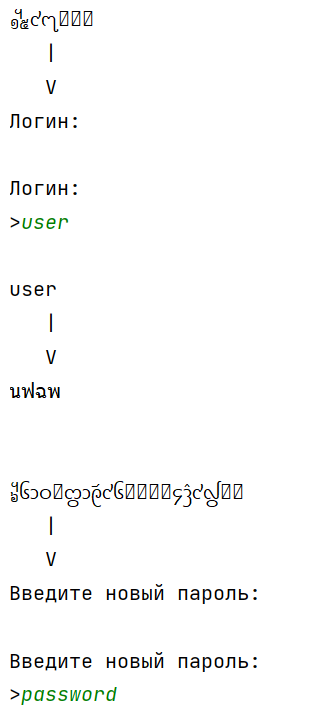 |
V
Логин:
Логин:
>user
user
|
V
นฟฉพ
|
V
Введите новый пароль:
Введите новый пароль:
>password